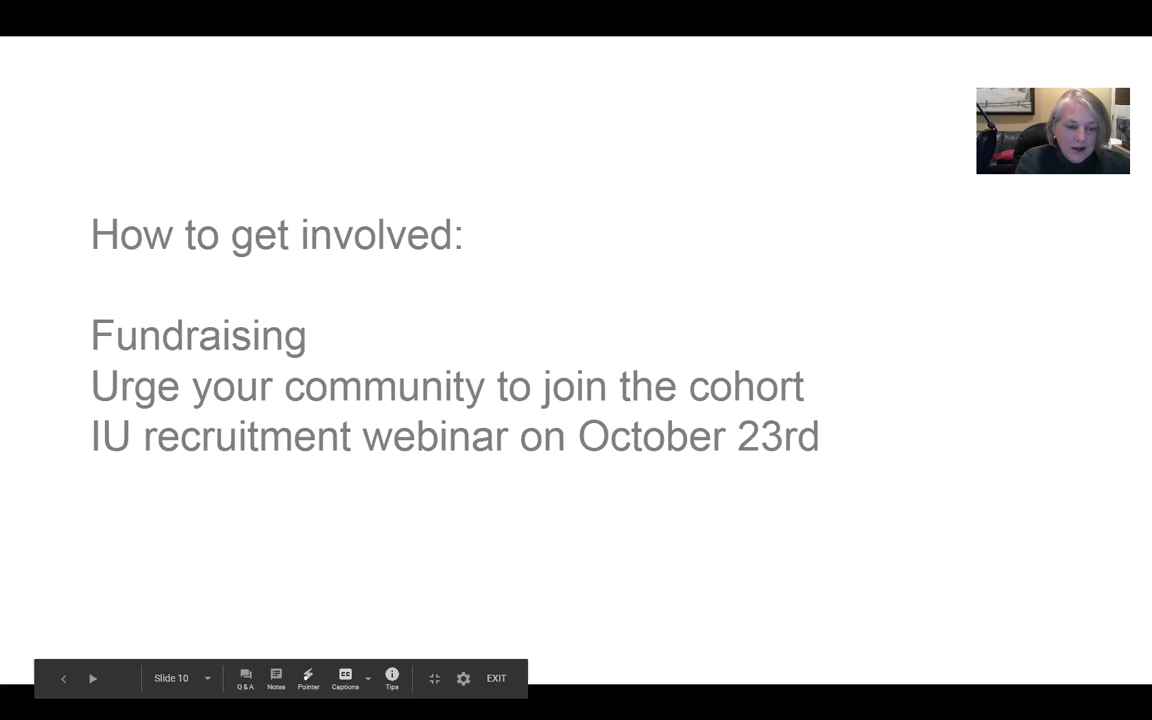 How to get involved:
Fundraising
Urge your community to join the cohort
IU recruitment webinar on October 23rd
Slide 10
Q & A
Notes
Pointer
CC
Captions
Tips
EXIT